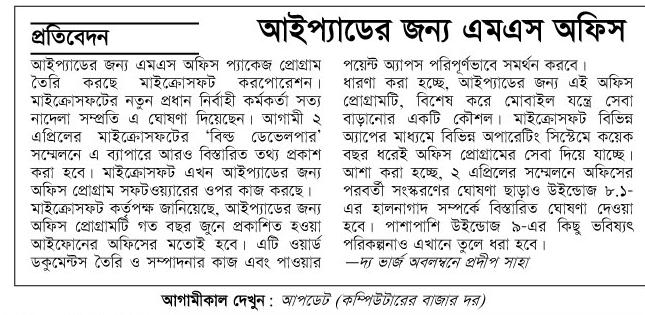 প্রতিবেদন
আইপ্যাডের জন্য এমএস অফিস
আইপ্যাডের জন্য এমএস অফিস প্যাকেজ প্রোগ্রাম
তৈরি করছে মাইক্রোসফট করপোরেশন।
মাইক্রোসফটের নতুন প্রধান নির্বাহী কর্মকর্তা সত্য
নাদেলা সম্প্রতি এ ঘোষণা দিয়েছেন। আগামী ২
এপ্রিলের মাইক্রোসফটের ‘বিল্ড ডেভেলপার’
সম্মেলনে এ ব্যাপারে আরও বিস্তারিত তথ্য প্রকাশ
করা হবে। মাইক্রোসফট এখন আইপ্যাডের জন্য
অফিস প্রোগ্রাম সফটওয়্যারের ওপর কাজ করছে।
মাইক্রোসফট কর্তৃপক্ষ জানিয়েছে, আইপ্যাডের জন্য
অফিস প্রোগ্রামটি গত বছর জুনে প্রকাশিত হওয়া
আইফোনের অফিসের মতোই হবে। এটি ওয়ার্ড
ডকুমেন্টস তৈরি ও সম্পাদনার কাজ এবং পাওয়ার
পয়েন্ট অ্যাপস পরিপূর্ণভাবে সমর্থন করবে।
ধারণা করা হচ্ছে, আইপ্যাডের জন্য এই অফিস
প্রোগ্রামটি, বিশেষ করে মোবাইল যন্ত্রে সেবা
বাড়ানোর একটি কৌশল। মাইক্রোসফট বিভিন্ন
অ্যাপের মাধ্যমে বিভিন্ন অপারেটিং সিস্টেমে কয়েক
বছর ধরেই অফিস প্রোগ্রামের সেবা দিয়ে যাচ্ছে।
আশা করা হচ্ছে, ২ এপ্রিলের সম্মেলনে অফিসের
পরবর্তী সংস্করণের ঘোষণা ছাড়াও উইন্ডোজ ৮.১-
এর হালনাগাদ সম্পর্কে বিস্তারিত ঘোষণা দেওয়া
হবে। পাশাপাশি উইন্ডোজ ৯-এর কিছু ভবিষ্যৎ
পরিকল্পনাও এখানে তুলে ধরা হবে।
—দ্য ভার্জ অবলম্বনে প্রদীপ সাহা
আগামীকাল দেখুন : আপডেট (কম্পিউটারের বাজার দর)